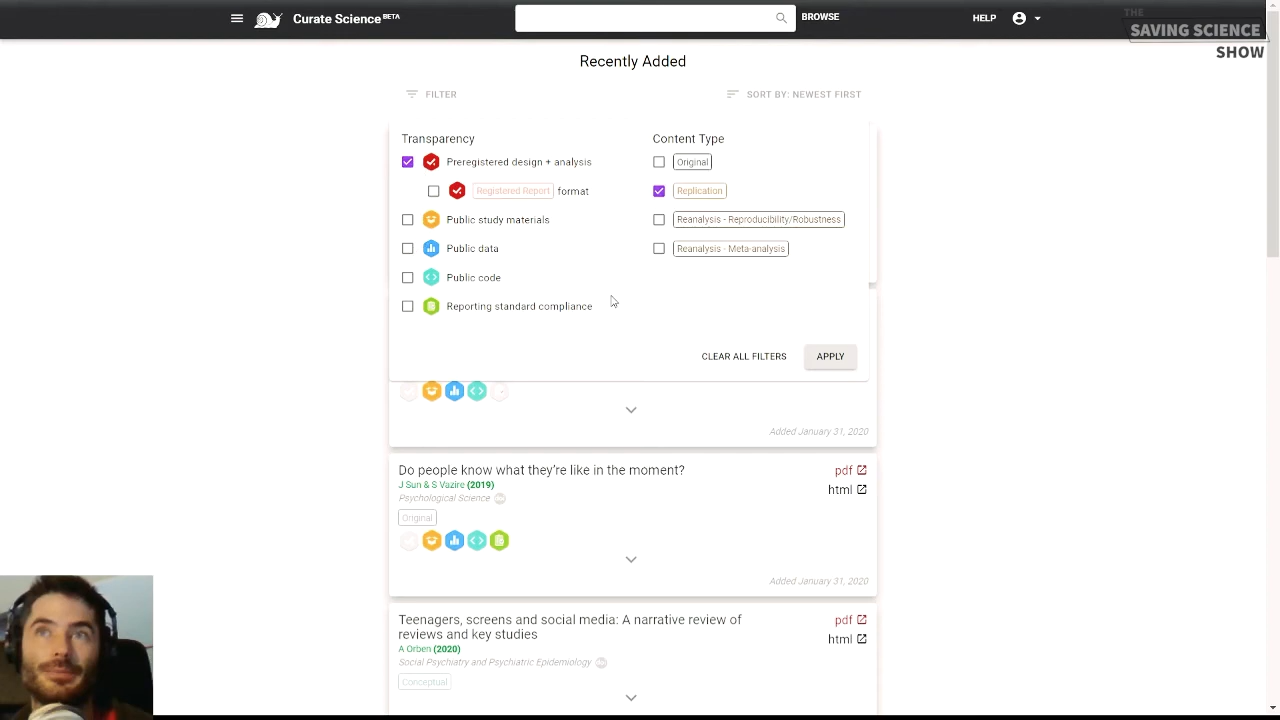 Curate Science BETA
BROWSE
HELP
THE
SAVING SCIENCE
SHOW
Recently Added
FILTER
SORT BY: NEWEST FIRST
Transparency
Content Type
Preregistered design + analysis
Original
Registered Report format
Replication
Public study materials
Reanalysis - Reproducibility/Robustness
Public data
Reanalysis - Meta-analysis
Public code
Reporting standard compliance
CLEAR ALL FILTERS
APPLY
Added January 31, 2020
Do people know what they're like in the moment?
pdf
J Sun & S Vazire (2019)
html
Psychological Science
Original
Added January 31, 2020
Teenagers, screens and social media: A narrative review of
reviews and key studies
pdf
html
A Orben (2020)
Social Psychiatry and Psychiatric Epidemiology
Conceptual